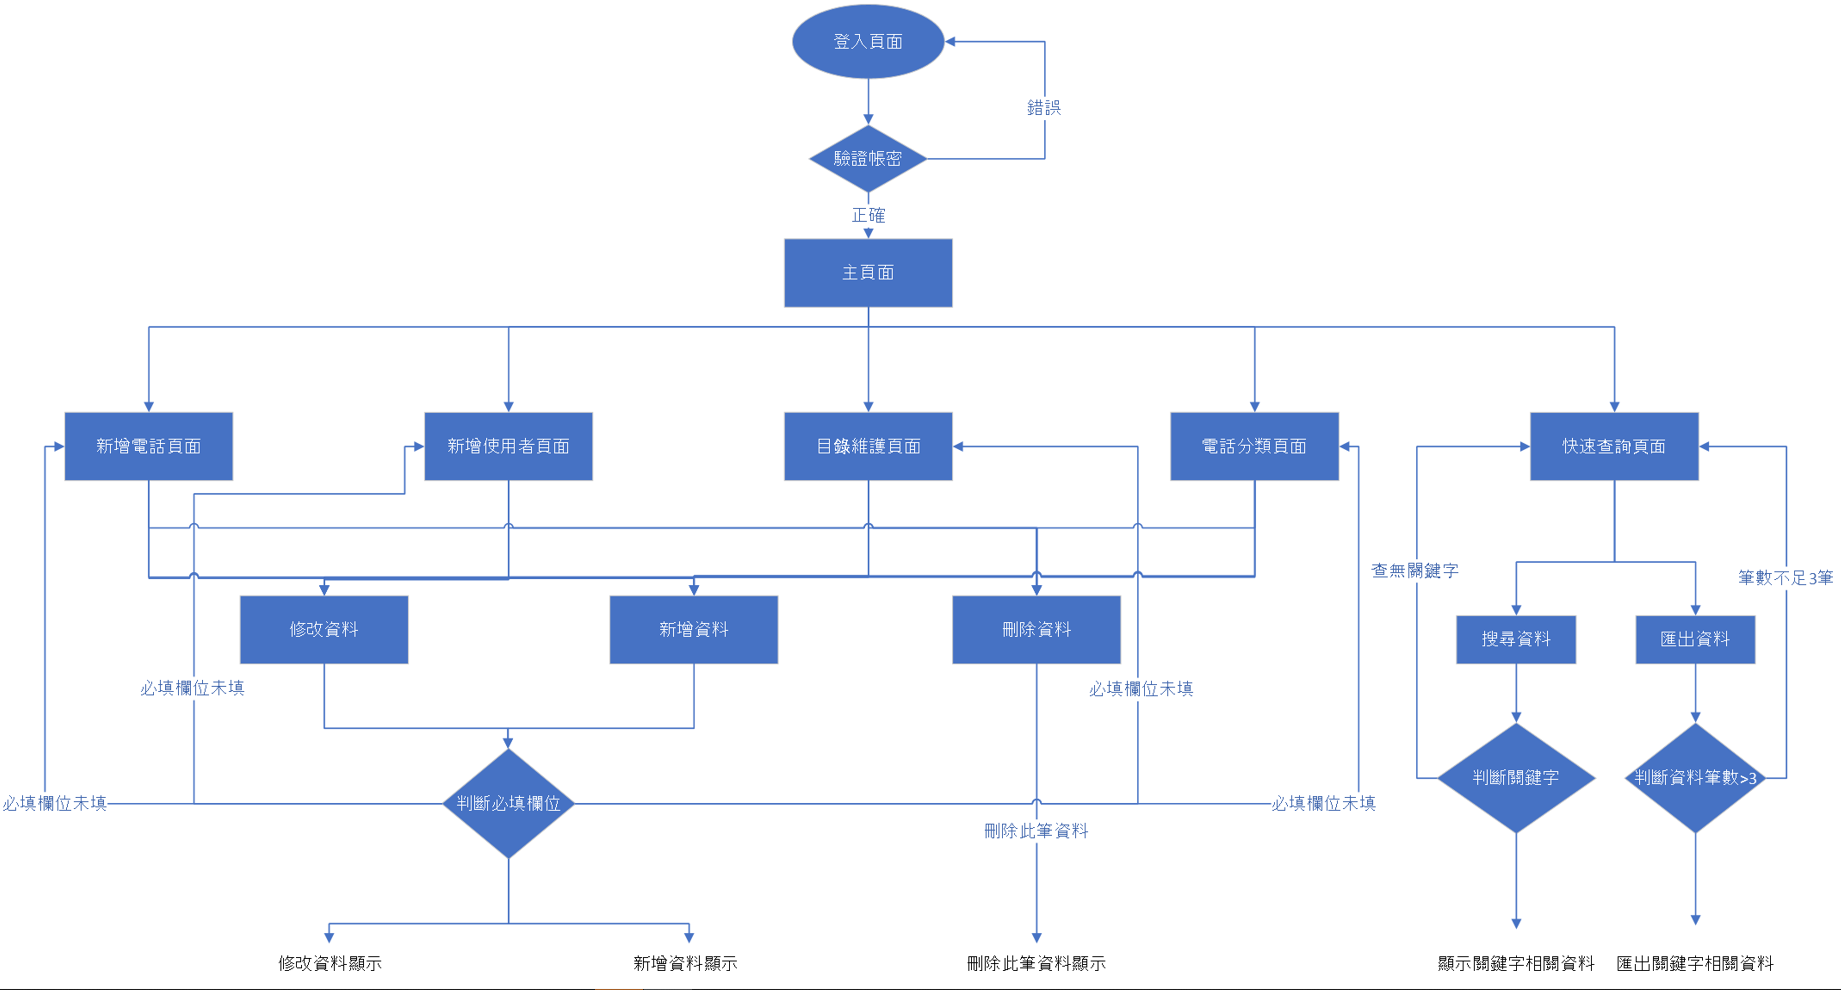 登入頁面
錯誤
驗證帳密
正確
主頁面
新增電話頁面
新增使用者頁面
目錄維護頁面
電話分類頁面
快速查詢頁面
查無關鍵字
筆數不足3筆
修改資料
新增資料
刪除資料
搜尋資料
匯出資料
必填欄位未填
必填欄位未填
判斷關鍵字
判斷資料筆數>3
必填欄位未填
判斷必填欄位
必填欄位未填
刪除此筆資料
修改資料顯示
新增資料顯示
刪除此筆資料顯示
顯示關鍵字相關資料
匯出關鍵字相關資料